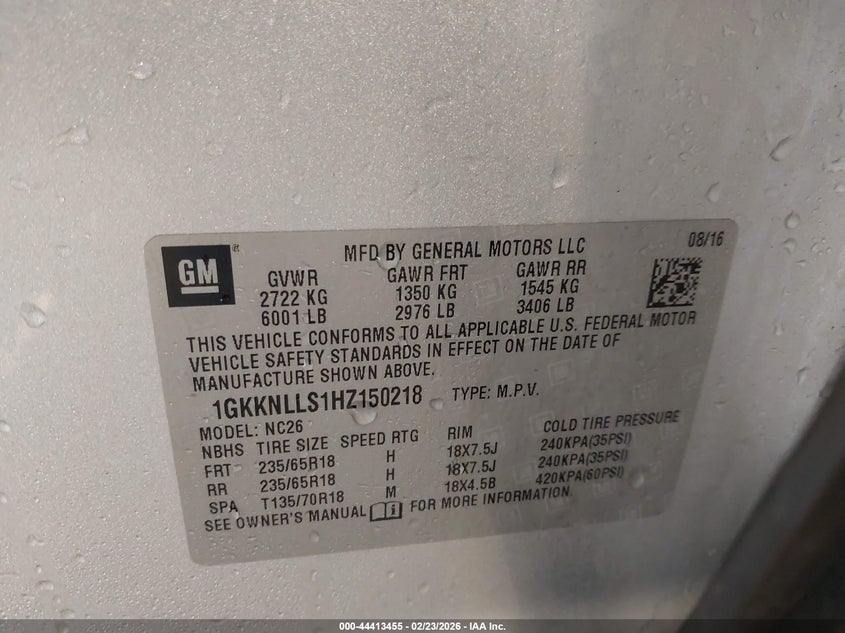 GM ®
MFD BY GENERAL MOTORS LLC
08/16
GVWR GAWR FRT GAWR RR
2722 KG 1350 KG 1545 KG
6001 LB 2976 LB 3406 LB
THIS VEHICLE CONFORMS TO ALL APPLICABLE U.S. FEDERAL MOTOR
VEHICLE SAFETY STANDARDS IN EFFECT ON THE DATE OF
MANUFACTURE SHOWN ABOVE.
1GKKNLLS1HZ150218 TYPE: M.P.V.
MODEL: NC26
NBHS TIRE SIZE SPEED RTG RIM COLD TIRE PRESSURE
FRT 235/65R18 H 18X7.5J 240KPA(35PSI)
RR 235/65R18 H 18X7.5J 240KPA(35PSI)
SPA T135/70R18 M 18X4.5B 420KPA(60PSI)
SEE OWNER'S MANUAL i FOR MORE INFORMATION.
000-44413455 - 02/23/2026 - IAA Inc.